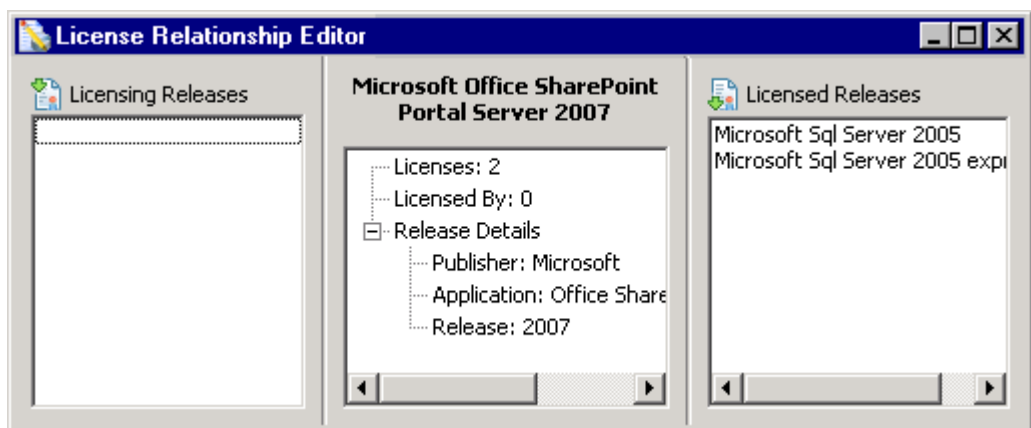 License Relationship Editor
Licensing Releases
Microsoft Office SharePoint
Portal Server 2007
Licenses: 2
Licensed By: 0
Release Details
Publisher: Microsoft
Application: Office Share
Release: 2007
Licensed Releases
Microsoft Sql Server 2005
Microsoft Sql Server 2005 expr